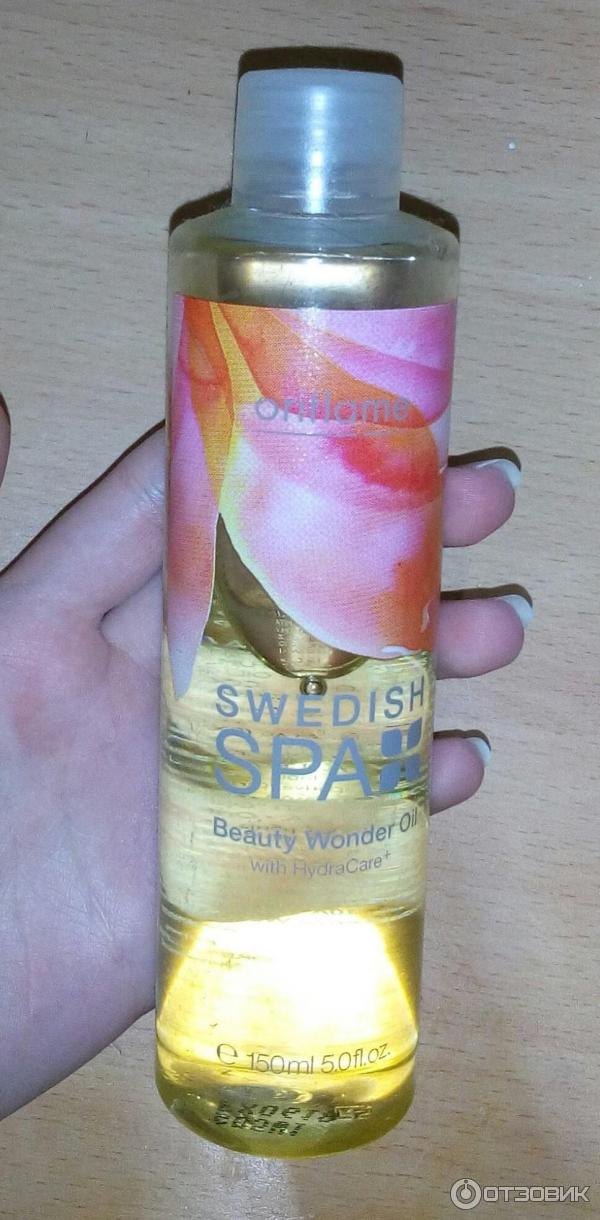 oriflame
SWEDISH
SPA
Beauty Wonder Oil
with HydraCare+
e 150ml 5.0fl.oz.
ОТЗОВИК